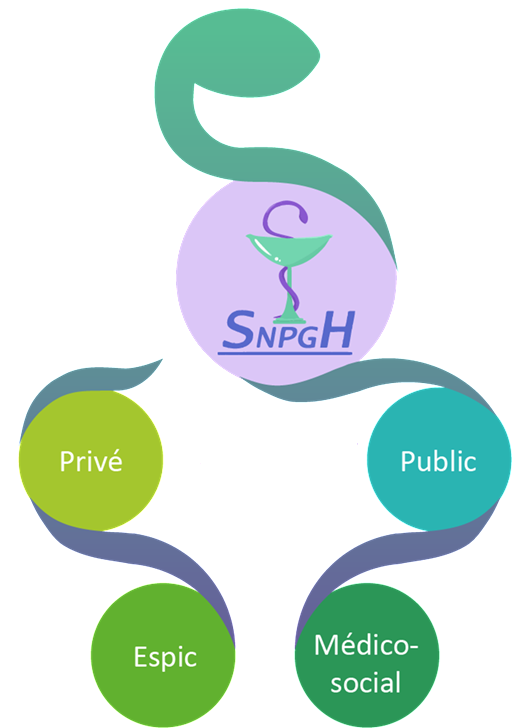 SNPGH
Privé
Public
Espic
Médico-
social